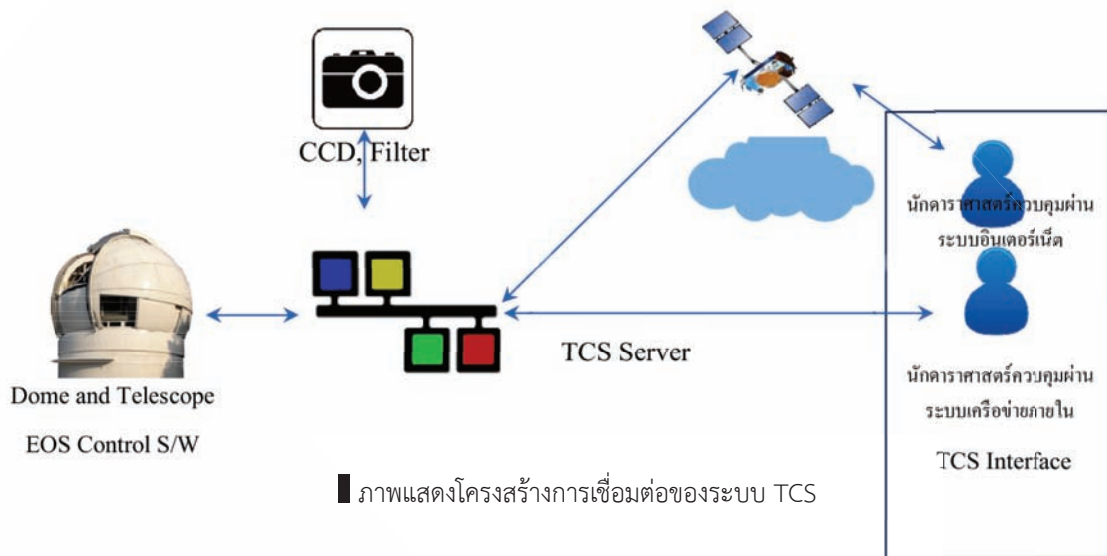 CCD, Filter
นักดาราศาสตร์ควบคุมผ่าน
ระบบอินเตอร์เน็ต
TCS Server
Dome and Telescope
EOS Control S/W
นักดาราศาสตร์ควบคุมผ่าน
ระบบเครือข่ายภายใน
TCS Interface
ภาพแสดงโครงสร้างการเชื่อมต่อของระบบ TCS